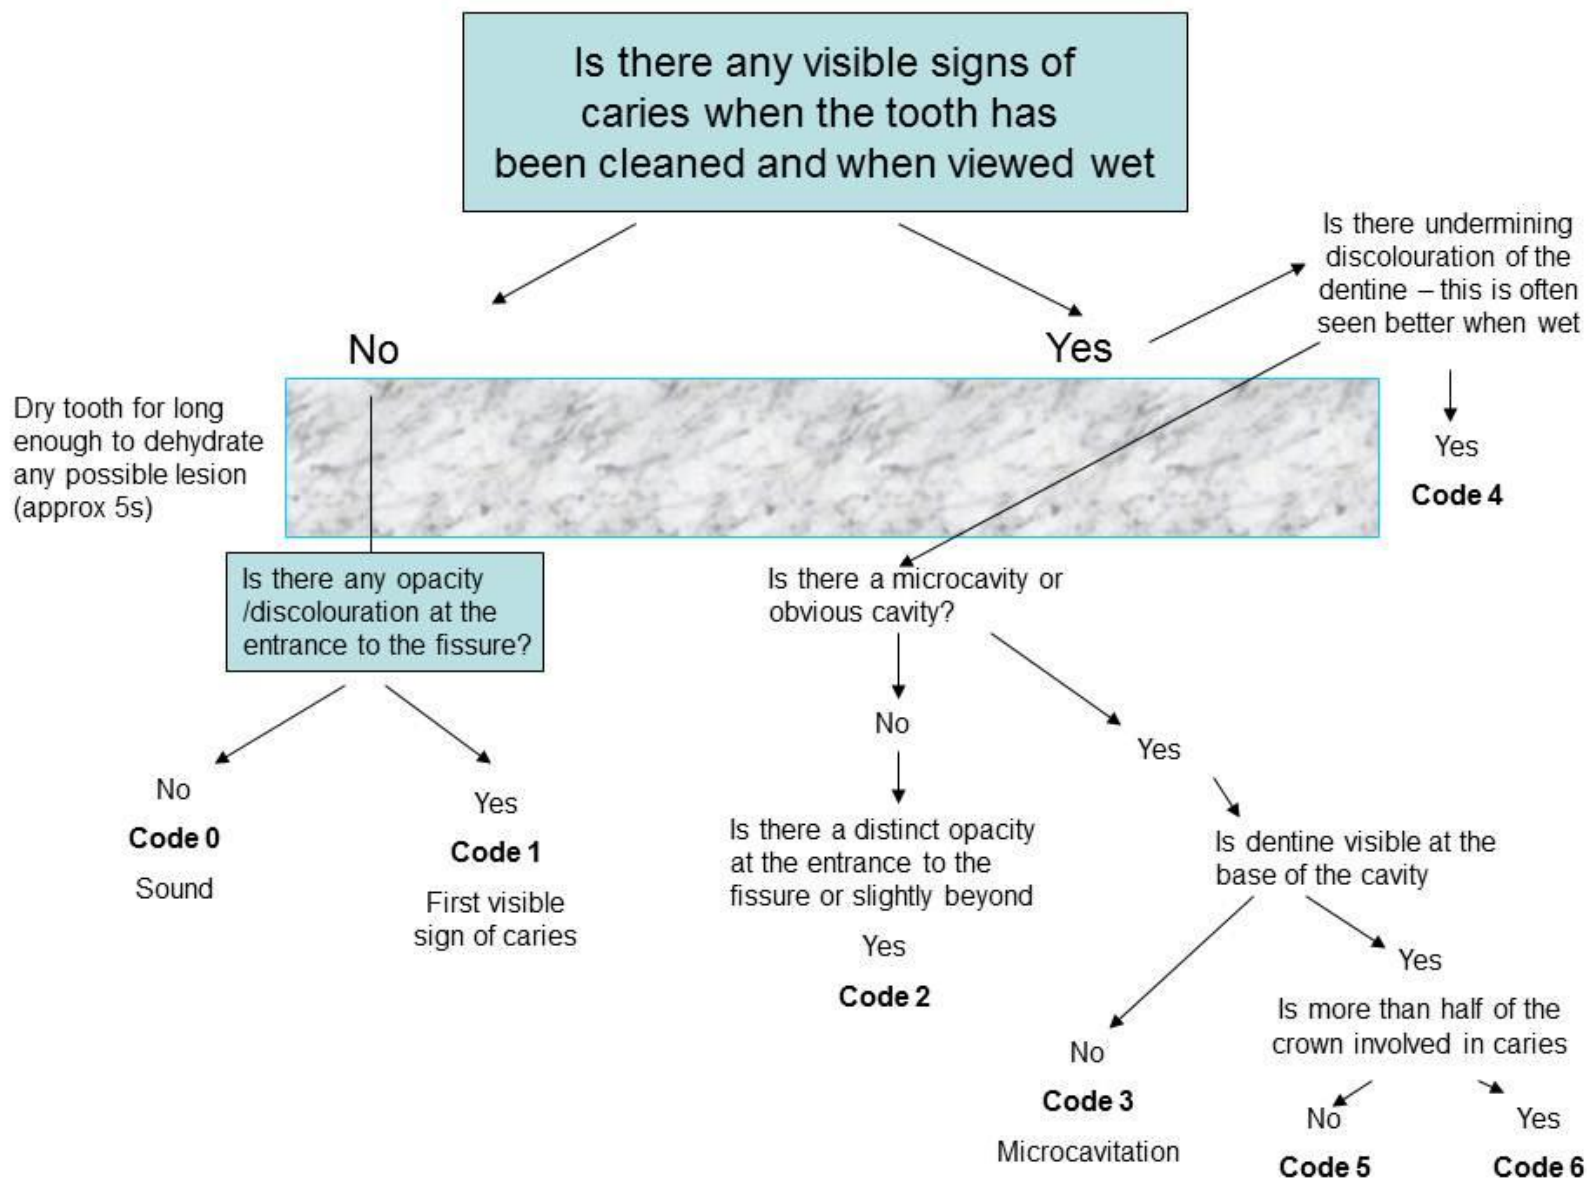 Is there any visible signs of
caries when the tooth has
been cleaned and when viewed wet
Is there undermining
discolouration of the
dentine – this is often
seen better when wet
No
Yes
Dry tooth for long
enough to dehydrate
any possible lesion
(approx 5s)
Yes
Code 4
Is there any opacity
/discolouration at the
entrance to the fissure?
Is there a microcavity or
obvious cavity?
No
Code 0
Sound
Yes
Code 1
First visible
sign of caries
No
Is there a distinct opacity
at the entrance to the
fissure or slightly beyond
Yes
Code 2
Yes
Is dentine visible at the
base of the cavity
No
Code 3
Microcavitation
Yes
Is more than half of the
crown involved in caries
No
Code 5
Yes
Code 6